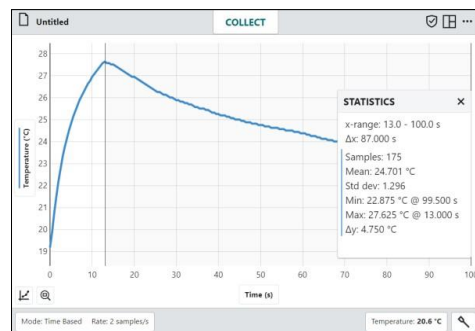 Untitled
COLLECT
Temperature (°C)
28
27
26
25
24
23
22
21
20
19
0 10 20 30 40 50 60 70 80 90 100
Time (s)
STATISTICS ×
x-range: 13.0 - 100.0 s
Δx: 87.000 s
Samples: 175
Mean: 24.701 °C
Std dev: 1.296
Min: 22.875 °C @ 99.500 s
Max: 27.625 °C @ 13.000 s
Δy: 4.750 °C
Mode: Time Based Rate: 2 samples/s
Temperature: 20.6 °C